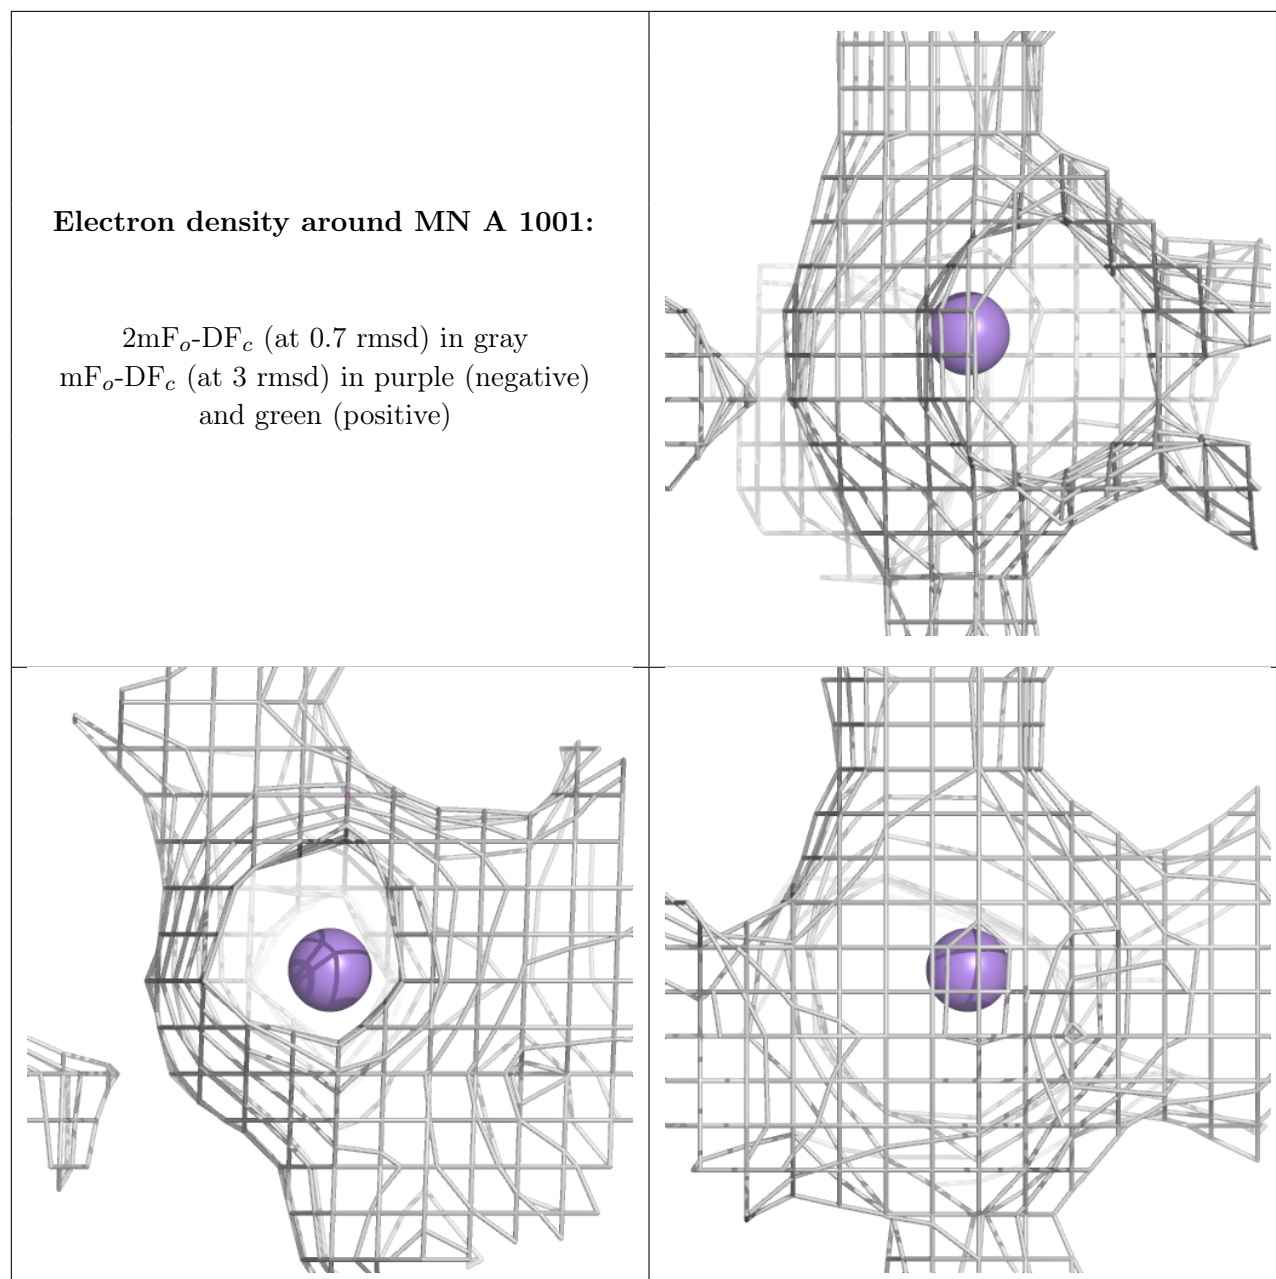 Electron density around MN A 1001:
2mFo-DFc (at 0.7 rmsd) in gray
mFo-DFc (at 3 rmsd) in purple (negative)
and green (positive)